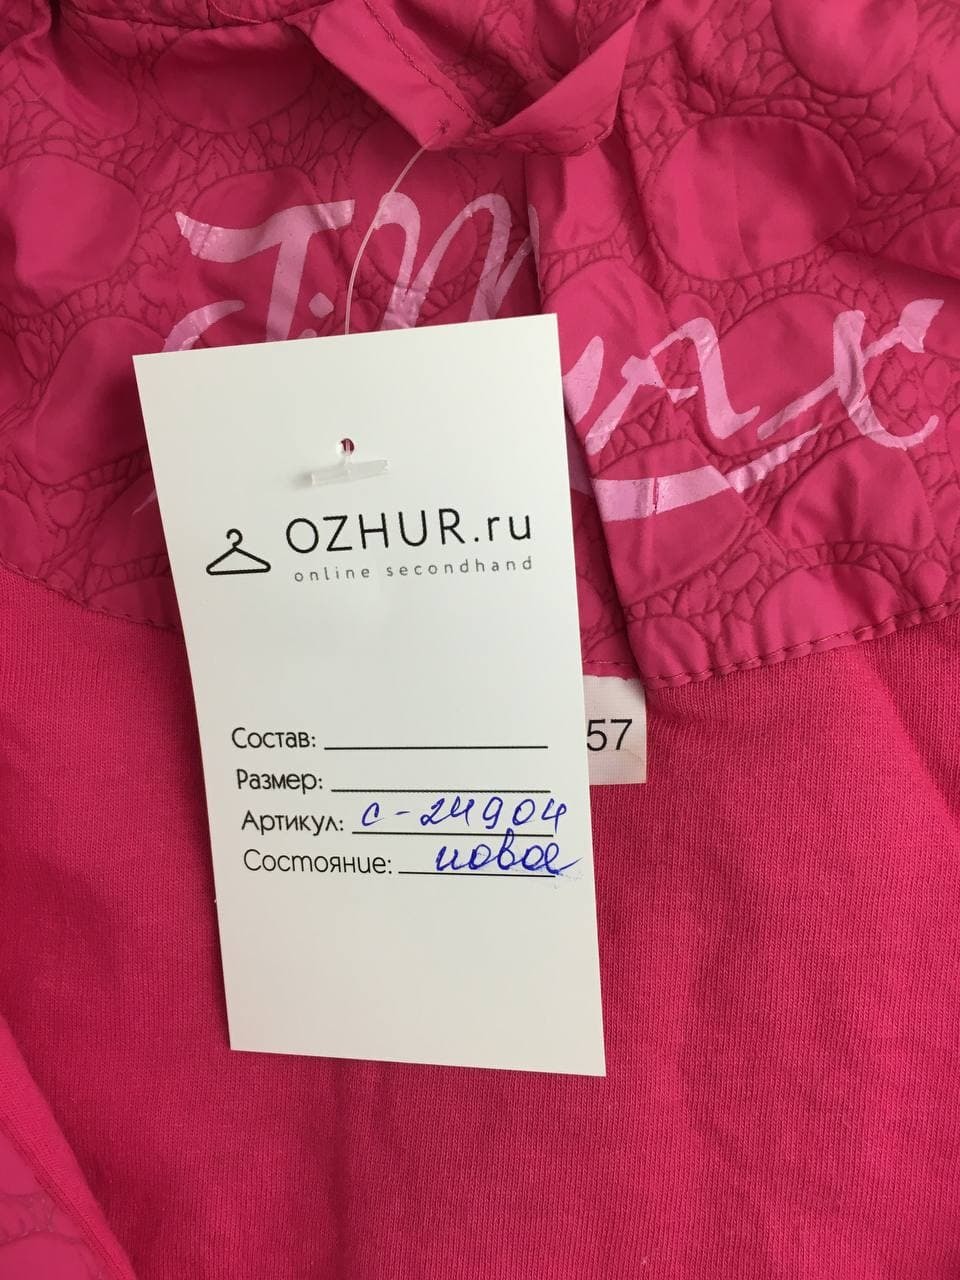 OZHUR.ru
online secondhand
57
Состав:
Размер:
Артикул: с-24904
Состояние: новое